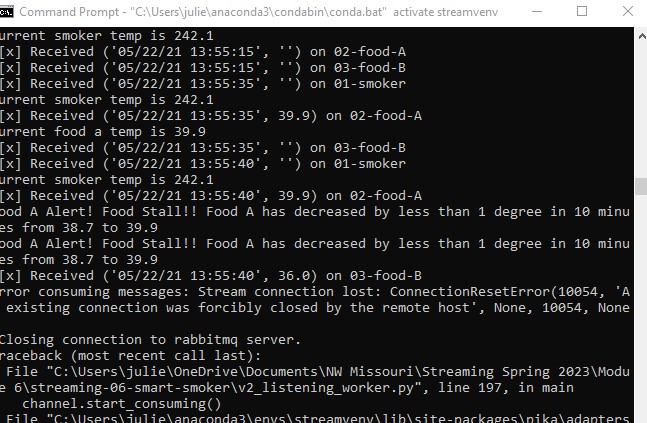 Command Prompt - "C:\Users\julie\anaconda3\condabin\conda.bat" activate streamvenv
urrent smoker temp is 242.1
[x] Received ('05/22/21 13:55:15', '') on 02-food-A
[x] Received ('05/22/21 13:55:15', '') on 03-food-B
[x] Received ('05/22/21 13:55:35', '') on 01-smoker
urrent smoker temp is 242.1
[x] Received ('05/22/21 13:55:35', 39.9) on 02-food-A
urrent food a temp is 39.9
[x] Received ('05/22/21 13:55:35', '') on 03-food-B
[x] Received ('05/22/21 13:55:40', '') on 01-smoker
urrent smoker temp is 242.1
[x] Received ('05/22/21 13:55:40', 39.9) on 02-food-A
ood A Alert! Food Stall!! Food A has decreased by less than 1 degree in 10 minu
es from 38.7 to 39.9
ood A Alert! Food Stall!! Food A has decreased by less than 1 degree in 10 minu
es from 38.7 to 39.9
[x] Received ('05/22/21 13:55:40', 36.0) on 03-food-B
rror consuming messages: Stream connection lost: ConnectionResetError(10054, 'A
existing connection was forcibly closed by the remote host', None, 10054, None
Closing connection to rabbitmq server.
raceback (most recent call last):
File "C:\Users\julie\OneDrive\Documents\NW Missouri\Streaming Spring 2023\Modu
e 6\streaming-06-smart-smoker\v2_listening_worker.py", line 197, in main
channel.start_consuming()
File "C:\Users\julie\anaconda3\envs\streamvenv\lib\site-packages\pika\adapters